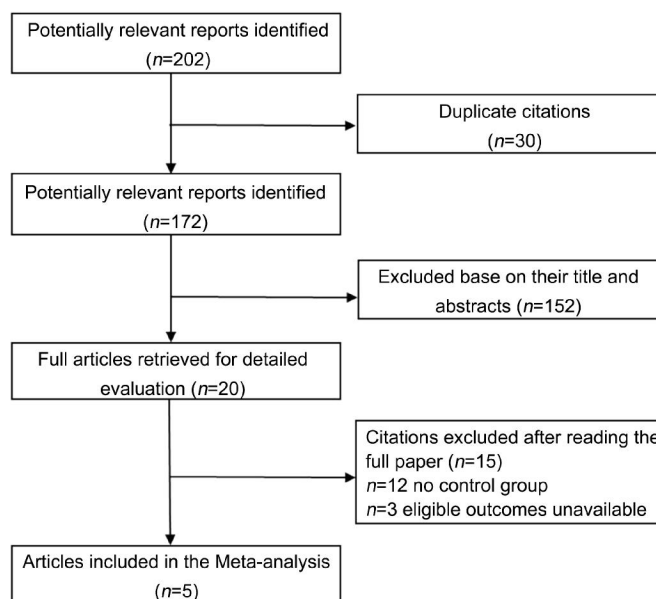 Potentially relevant reports identified
(n=202)
Duplicate citations
(n=30)
Potentially relevant reports identified
(n=172)
Excluded base on their title and
abstracts (n=152)
Full articles retrieved for detailed
evaluation (n=20)
Citations excluded after reading the
full paper (n=15)
n=12 no control group
n=3 eligible outcomes unavailable
Articles included in the Meta-analysis
(n=5)